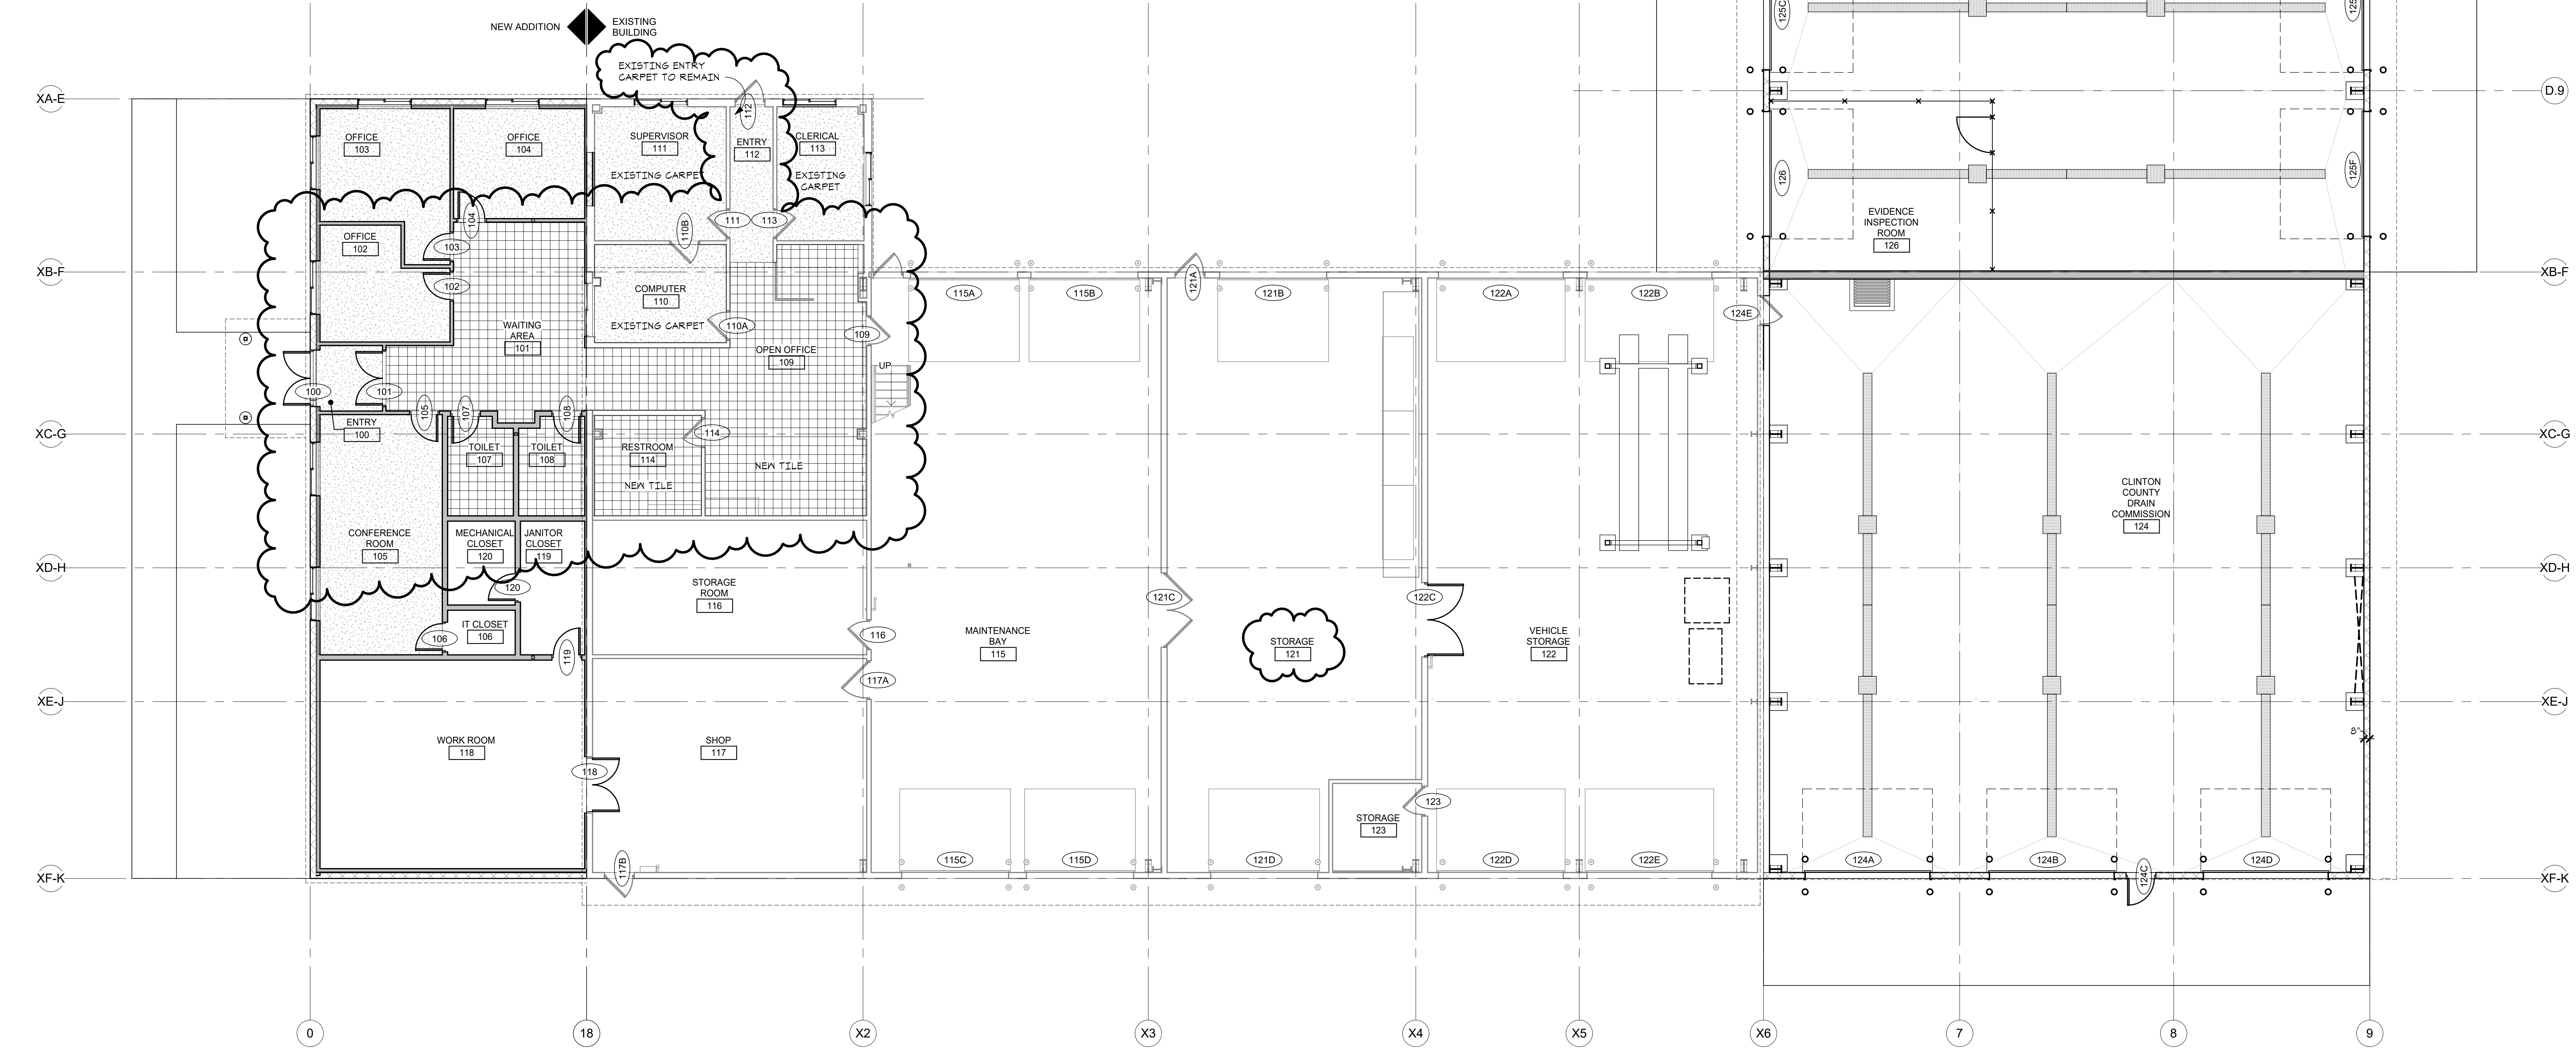 NEW ADDITION
EXISTING
BUILDING
EXISTING ENTRY
CARPET TO REMAIN
125C
125F
XA-E
D.9
112
OFFICE
103
OFFICE
104
SUPERVISOR
111
EXISTING CARPET
ENTRY
112
CLERICAL
113
EXISTING
CARPET
126
125F
104
103
110B
111
113
EVIDENCE
INSPECTION
ROOM
126
OFFICE
102
XB-F
XB-F
102
COMPUTER
110
EXISTING CARPET
110A
109
115A
115B
121A
121B
122A
122B
124E
WAITING
AREA
101
OPEN OFFICE
109
UP
100
101
105
107
108
ENTRY
100
XC-G
XC-G
TOILET
107
TOILET
108
RESTROOM
114
NEW TILE
114
NEW TILE
CLINTON
COUNTY
DRAIN
COMMISSION
124
CONFERENCE
ROOM
105
MECHANICAL
CLOSET
120
JANITOR
CLOSET
119
XD-H
XD-H
120
STORAGE
ROOM
116
121C
122C
IT CLOSET
106
106
119
116
MAINTENANCE
BAY
115
STORAGE
121
VEHICLE
STORAGE
122
117A
XE-J
XE-J
8"
WORK ROOM
118
SHOP
117
118
123
STORAGE
123
117B
115C
115D
121D
122D
122E
124A
124B
124C
124D
XF-K
XF-K
0
18
X2
X3
X4
X5
X6
7
8
9